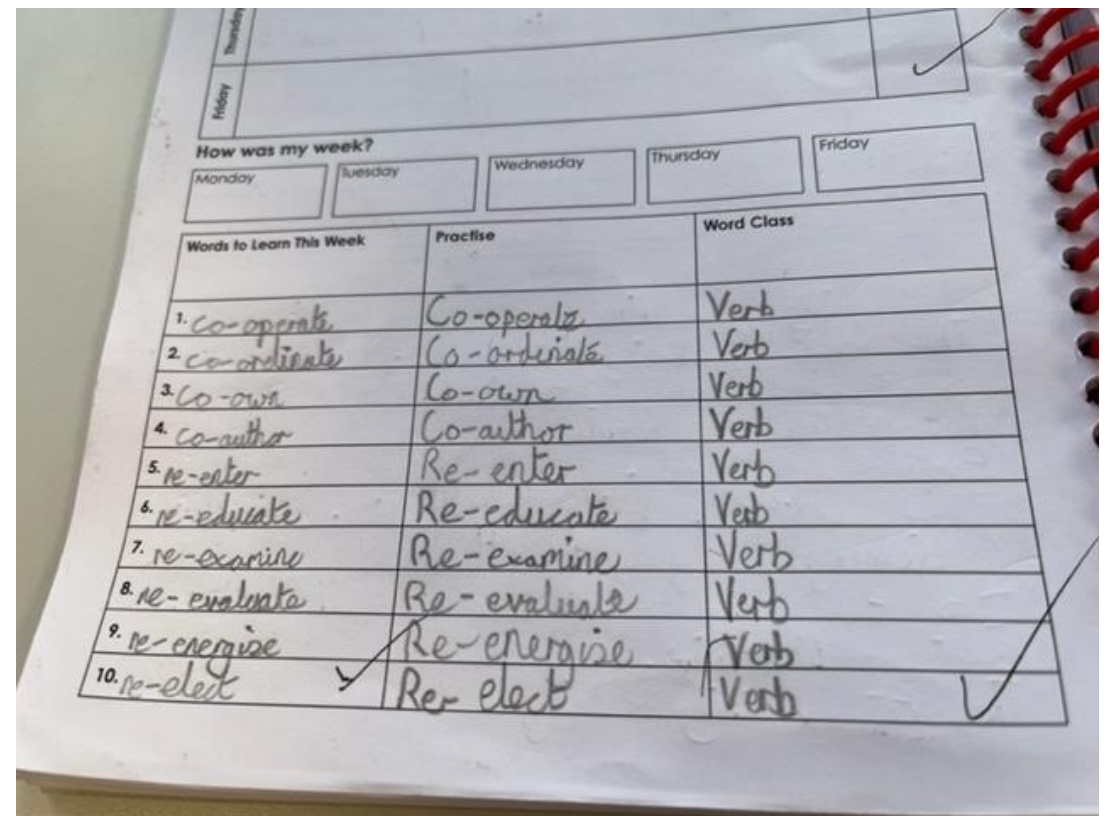 Thursday
Friday
How was my week?
Monday Tuesday Wednesday Thursday Friday
Words to Learn This Week Practise Word Class
1. co-operate Co-operate Verb
2. co-ordinate Co-ordenate Verb
3. co-own Co-own Verb
4. co-author Co-author Verb
5. re-enter Re-enter Verb
6. re-educate Re-educate Verb
7. re-examine Re-examine Verb
8. re-evaluate Re-evaluate Verb
9. re-energise Re-energise Verb
10. re-elect Re-elect Verb